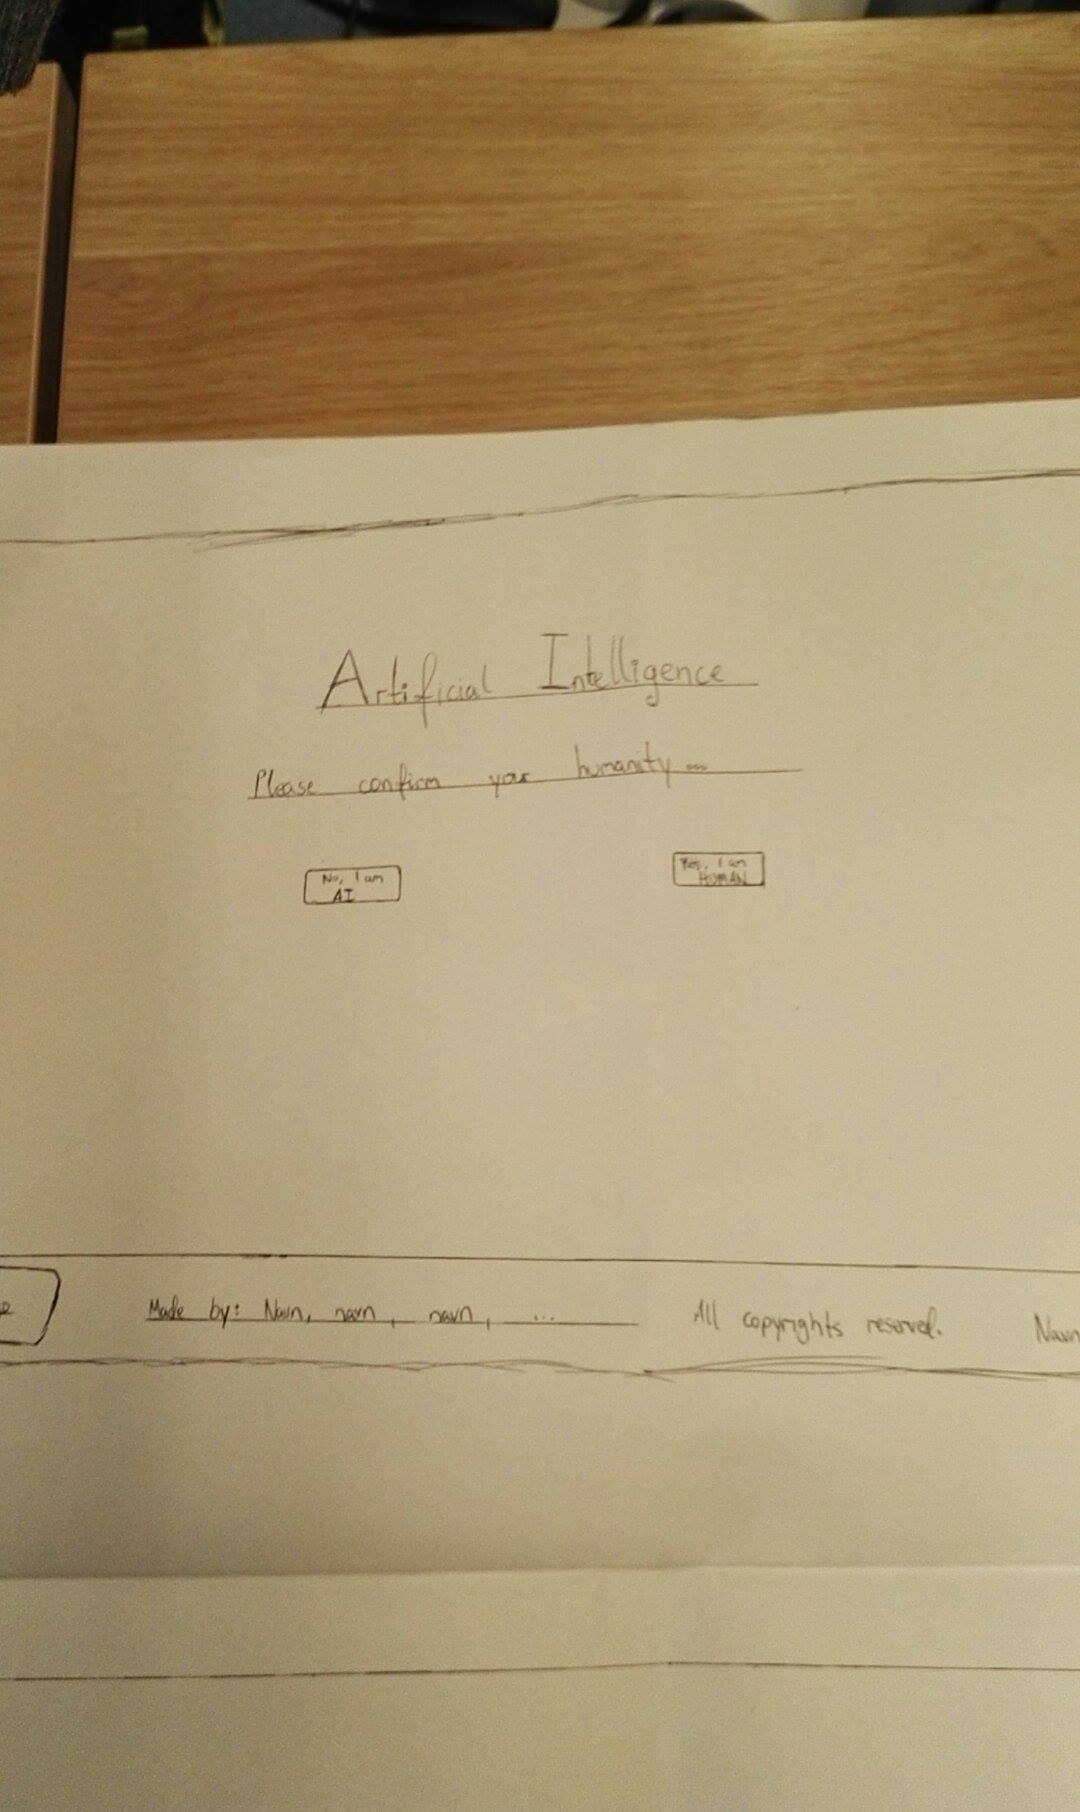 Artificial Intelligence
Please confirm your humanity...
No, I am
AI
Yes, I am
HUMAN
Made by: Navn, navn, navn, ... All copyrights reserved. Navn